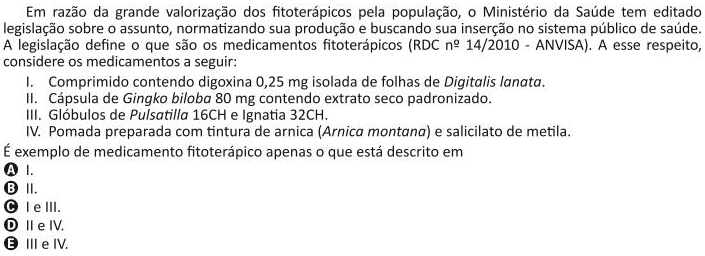 Em razão da grande valorização dos fitoterápicos pela população, o Ministério da Saúde tem editado
legislação sobre o assunto, normatizando sua produção e buscando sua inserção no sistema público de saúde.
A legislação define o que são os medicamentos fitoterápicos (RDC nº 14/2010 - ANVISA). A esse respeito,
considere os medicamentos a seguir:
I. Comprimido contendo digoxina 0,25 mg isolada de folhas de Digitalis lanata.
II. Cápsula de Gingko biloba 80 mg contendo extrato seco padronizado.
III. Glóbulos de Pulsatilla 16CH e Ignatia 32CH.
IV. Pomada preparada com tintura de arnica (Arnica montana) e salicilato de metila.
É exemplo de medicamento fitoterápico apenas o que está descrito em
A I.
B II.
C I e III.
D II e IV.
E III e IV.